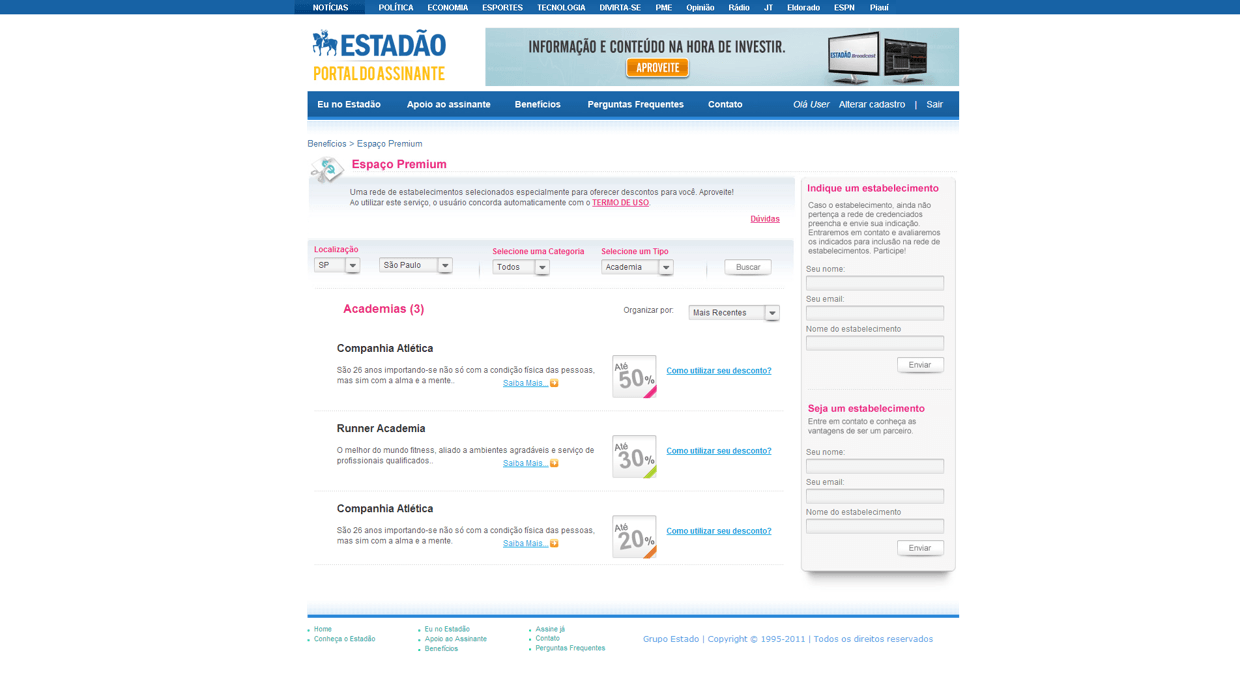 NOTÍCIAS POLÍTICA ECONOMIA ESPORTES TECNOLOGIA DIVIRTA-SE PME Opinião Rádio JT Eldorado ESPN Piauí
ESTADÃO
PORTAL DO ASSINANTE
INFORMAÇÃO E CONTEÚDO NA HORA DE INVESTIR.
APROVEITE
ESTADÃO Broadcast
Eu no Estadão Apoio ao assinante Benefícios Perguntas Frequentes Contato Olá User Alterar cadastro | Sair
Benefícios > Espaço Premium
Espaço Premium
Uma rede de estabelecimentos selecionados especialmente para oferecer descontos para você. Aproveite!
Ao utilizar este serviço, o usuário concorda automaticamente com o TERMO DE USO.
Dúvidas
Localização
SP São Paulo
Selecione uma Categoria
Todos
Selecione um Tipo
Academia
Buscar
Academias (3)
Organizar por: Mais Recentes
Companhia Atlética
São 26 anos importando-se não só com a condição física das pessoas,
mas sim com a alma e a mente..
Saiba Mais...
Até
50%
Como utilizar seu desconto?
Runner Academia
O melhor do mundo fitness, aliado a ambientes agradáveis e serviço de
profissionais qualificados..
Saiba Mais...
Até
30%
Como utilizar seu desconto?
Companhia Atlética
São 26 anos importando-se não só com a condição física das pessoas,
mas sim com a alma e a mente.
Saiba Mais...
Até
20%
Como utilizar seu desconto?
Indique um estabelecimento
Caso o estabelecimento, ainda não
pertença a rede de credenciados
preencha e envie sua indicação.
Entraremos em contato e avaliaremos
os indicados para inclusão na rede de
estabelecimentos. Participe!
Seu nome:
Seu email:
Nome do estabelecimento
Enviar
Seja um estabelecimento
Entre em contato e conheça as
vantagens de ser um parceiro.
Seu nome:
Seu email:
Nome do estabelecimento
Enviar
Home
Conheça o Estadão
Eu no Estadão
Apoio ao Assinante
Benefícios
Assine já
Contato
Perguntas Frequentes
Grupo Estado | Copyright © 1995-2011 | Todos os direitos reservados